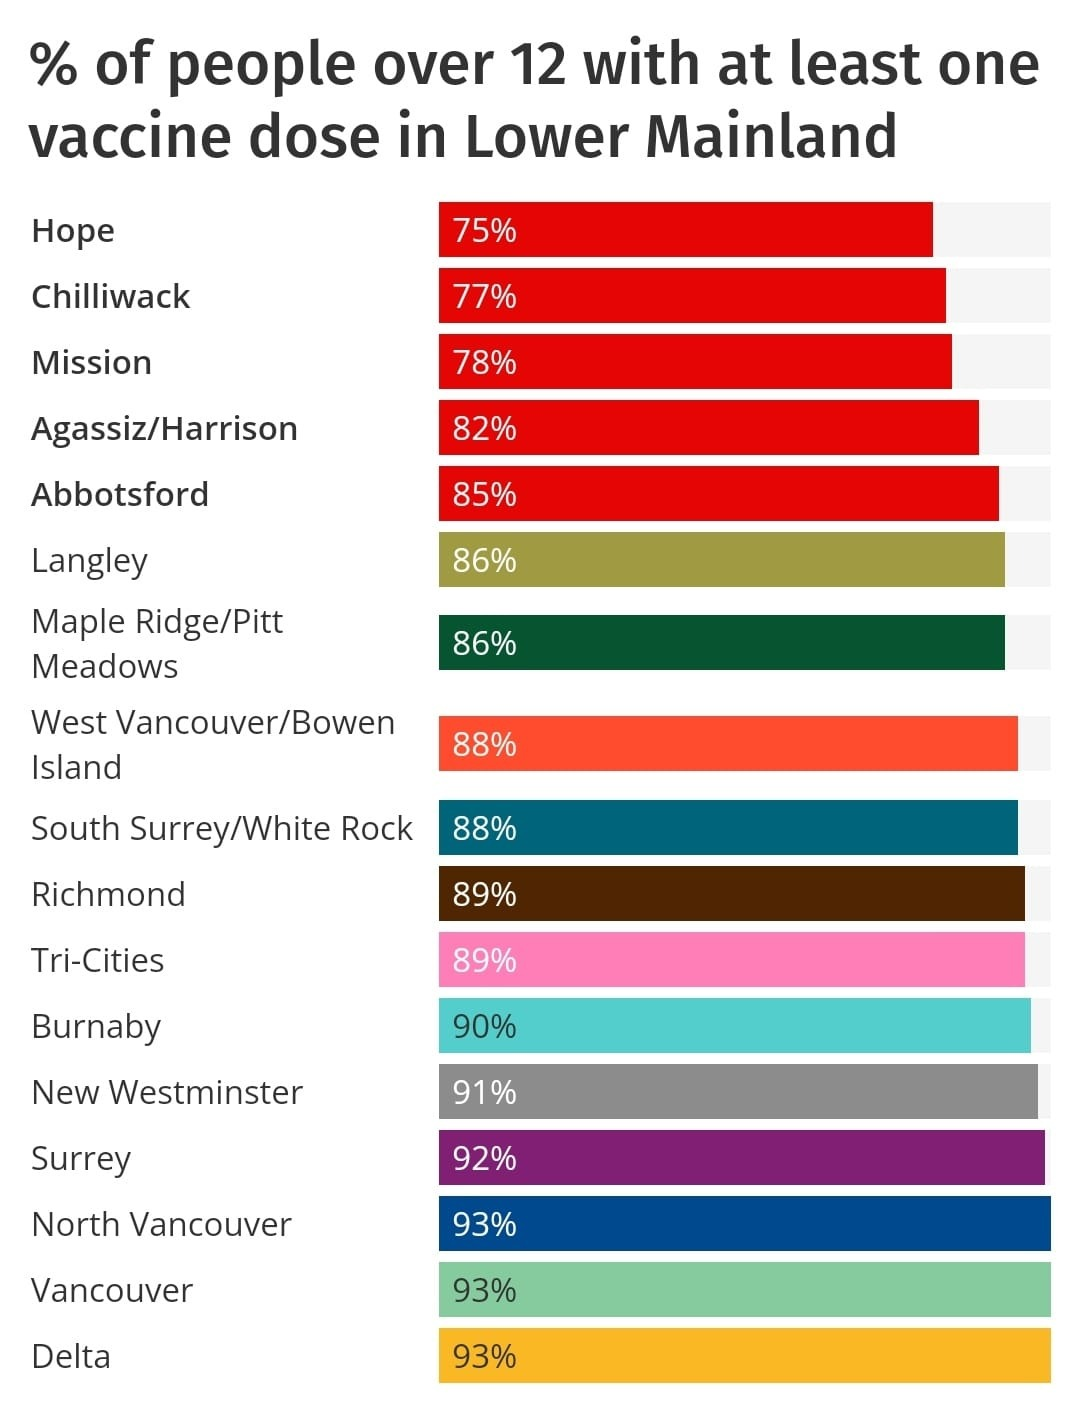 % of people over 12 with at least one
vaccine dose in Lower Mainland
Hope 75%
Chilliwack 77%
Mission 78%
Agassiz/Harrison 82%
Abbotsford 85%
Langley 86%
Maple Ridge/Pitt
Meadows 86%
West Vancouver/Bowen
Island 88%
South Surrey/White Rock 88%
Richmond 89%
Tri-Cities 89%
Burnaby 90%
New Westminster 91%
Surrey 92%
North Vancouver 93%
Vancouver 93%
Delta 93%